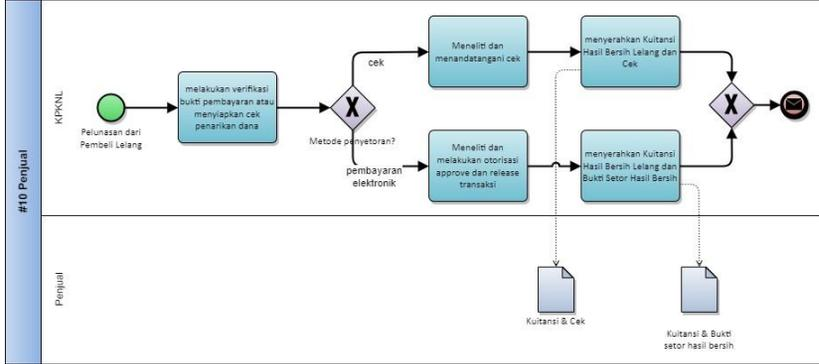 #10 Penjual
KPKNL
Pelunasan dari
Pembeli Lelang
melakukan verifikasi
bukti pembayaran atau
menyiapkan cek
penarikan dana
Metode penyetoran?
cek
Meneliti dan
menandatangani cek
menyerahkan Kuitansi
Hasil Bersih Lelang dan
Cek
pembayaran
elektronik
Meneliti dan
melakukan otorisasi
approve dan release
transaksi
menyerahkan Kuitansi
Hasil Bersih Lelang dan
Bukti Setor Hasil Bersih
Penjual
Kuitansi & Cek
Kuitansi & Bukti
setor hasil bersih